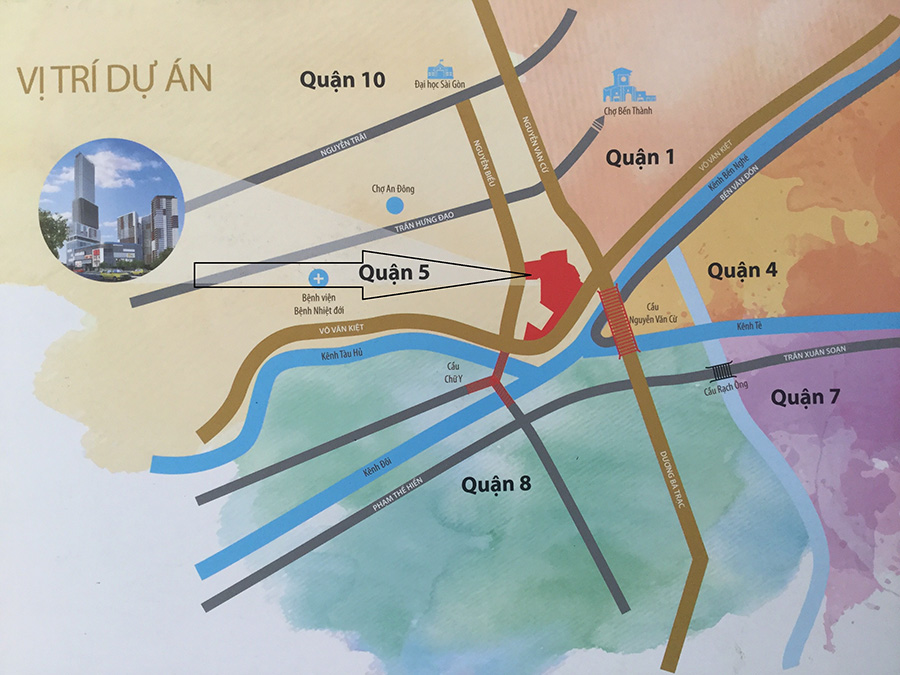 VỊ TRÍ DỰ ÁN
Quận 10
Đại học Sài Gòn
Chợ Bến Thành
NGUYỄN TRÃI
NGUYỄN BIỂU
NGUYỄN VĂN CỪ
Quận 1
VÕ VĂN KIỆT
Kênh Bến Nghé
BẾN VÂN ĐỒN
Chợ An Đông
TRẦN HƯNG ĐẠO
Quận 5
Quận 4
Bệnh viện
Bệnh Nhiệt đới
Cầu
Nguyễn Văn Cừ
VÕ VĂN KIỆT
Kênh Tẻ
Kênh Tàu Hủ
TRẦN XUÂN SOẠN
Cầu
Chữ Y
Cầu Rạch Ông
Quận 7
Kênh Đôi
PHẠM THẾ HIỂN
Quận 8
DƯƠNG BÁ TRẠC